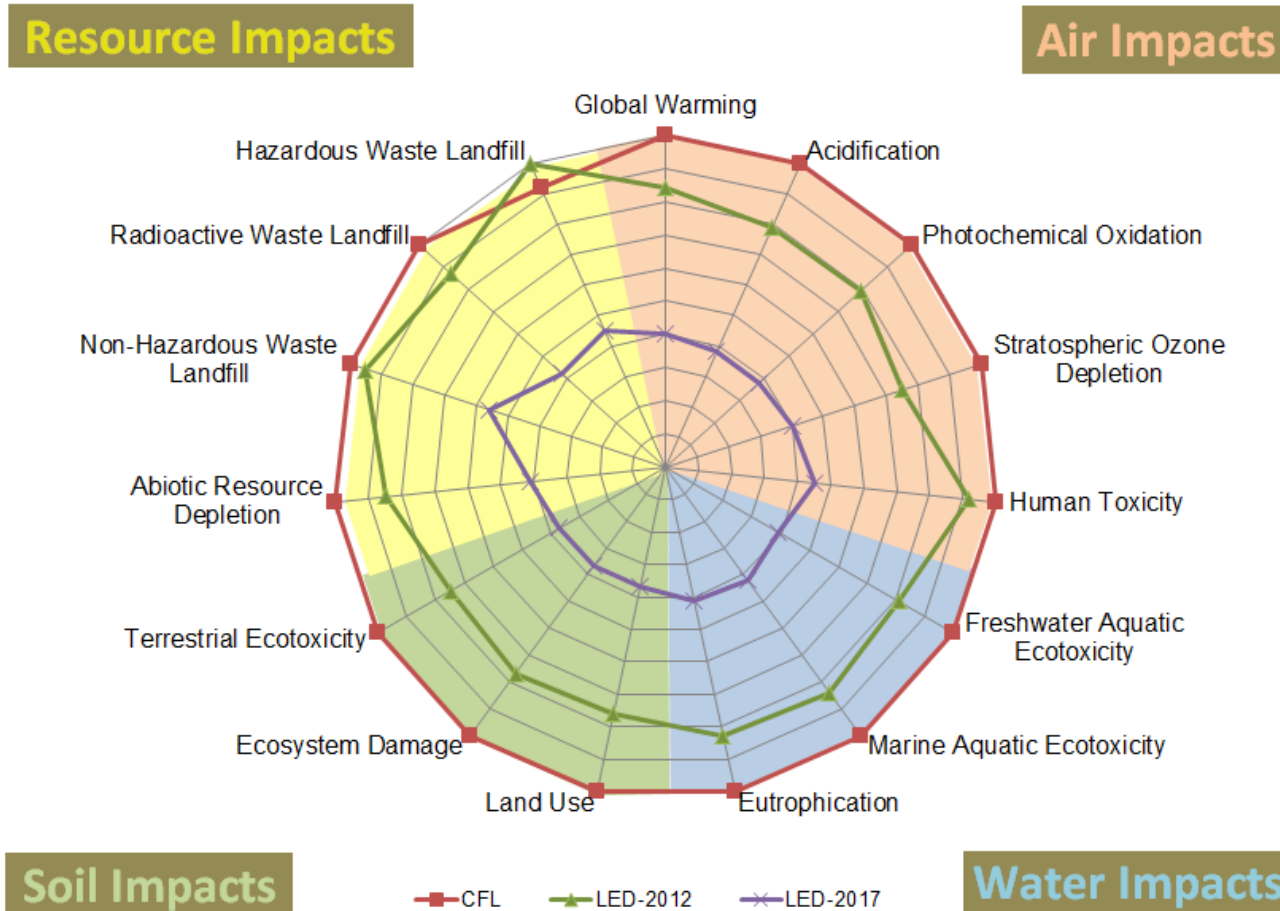 Resource Impacts
Air Impacts
Global Warming
Hazardous Waste Landfill
Acidification
Radioactive Waste Landfill
Photochemical Oxidation
Non-Hazardous Waste
Landfill
Stratospheric Ozone
Depletion
Abiotic Resource
Depletion
Human Toxicity
Terrestrial Ecotoxicity
Freshwater Aquatic
Ecotoxicity
Ecosystem Damage
Marine Aquatic Ecotoxicity
Land Use
Eutrophication
Soil Impacts
CFL
LED-2012
LED-2017
Water Impacts